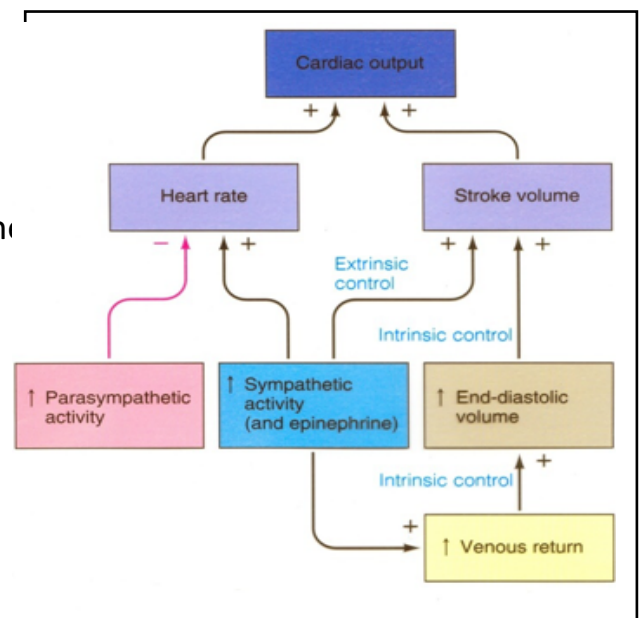 Cardiac output
+ +
Heart rate
Stroke volume
− + + +
Extrinsic
control
Intrinsic control
↑ Parasympathetic
activity
↑ Sympathetic
activity
(and epinephrine)
↑ End-diastolic
volume
Intrinsic control
+
+
↑ Venous return